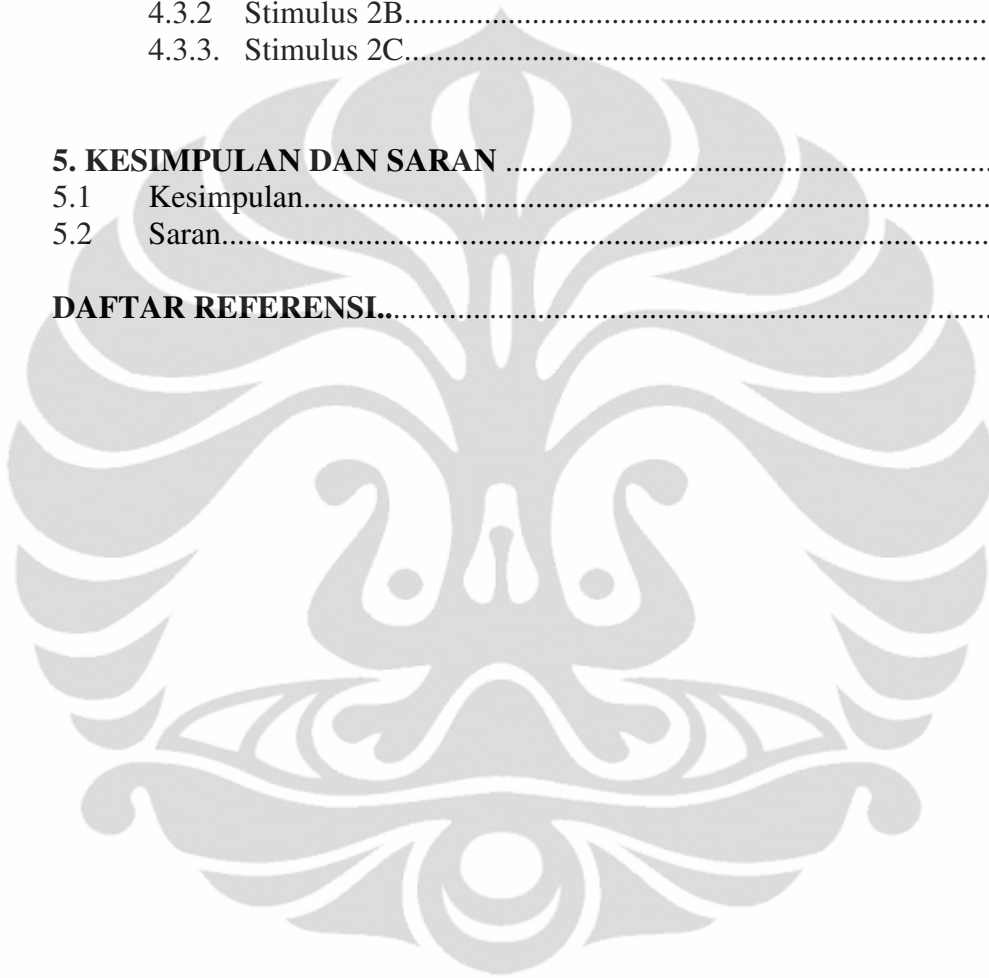 4.3.2 Stimulus 2B..........................................................................
4.3.3. Stimulus 2C..........................................................................
5. KESIMPULAN DAN SARAN ..............................................................
5.1 Kesimpulan.......................................................................................
5.2 Saran.................................................................................................
DAFTAR REFERENSI............................................................................